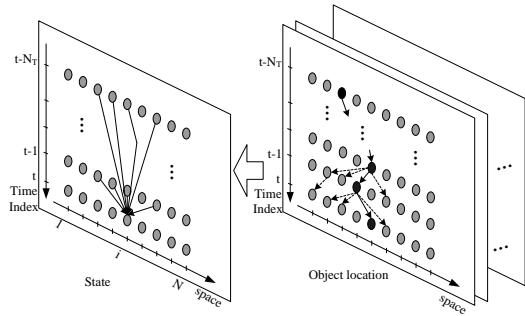 t-N_T
t-1
t
Time
Index
1
i
N
space
State
t-N_T
t-1
t
Time
Index
space
Object location